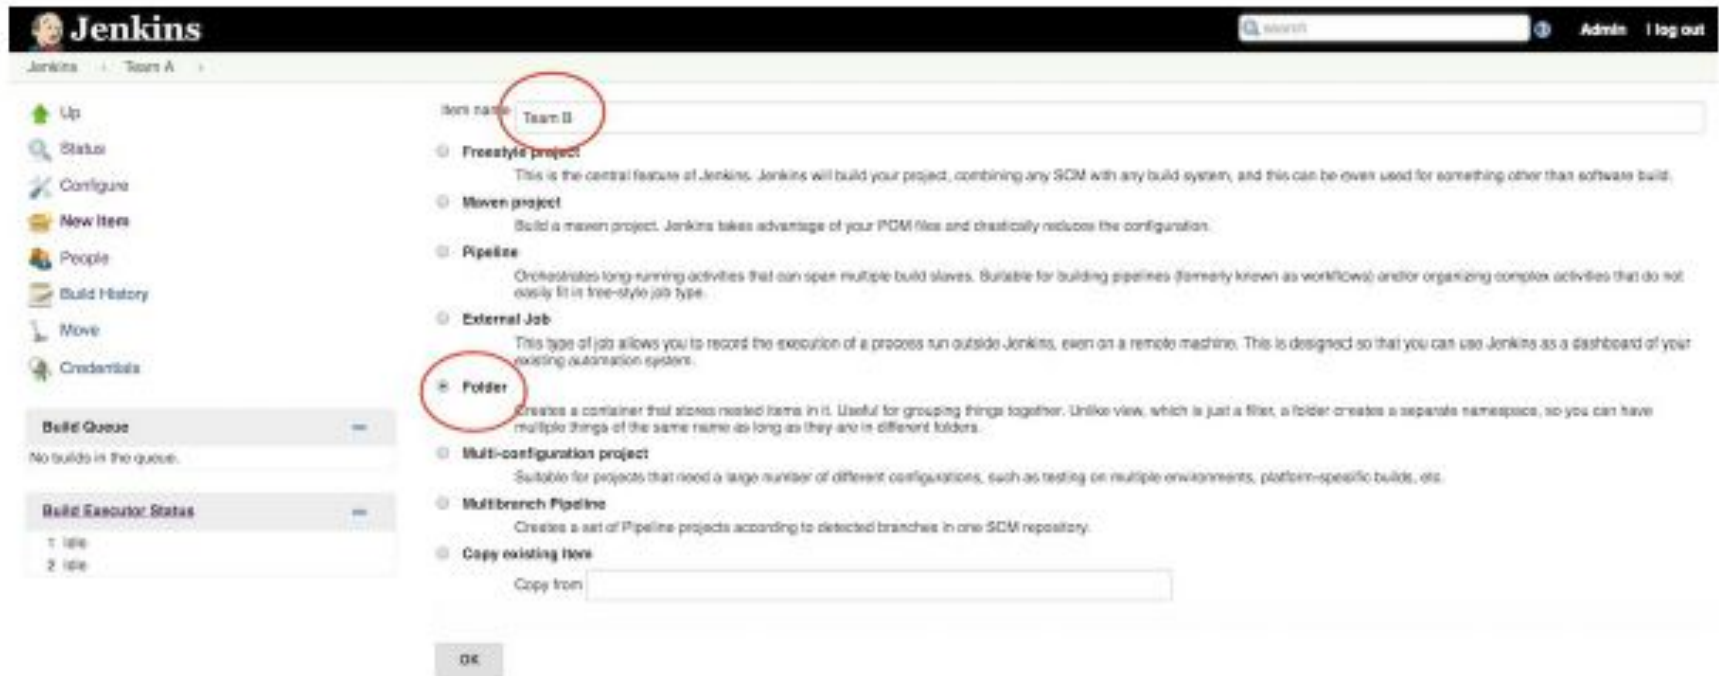 Jenkins
search
Admin | log out
Jenkins Team A
Up
Status
Configure
New Item
People
Build History
Move
Credentials
Build Queue
No builds in the queue.
Build Executor Status
1 Idle
2 Idle
Item name Team B
Freestyle project
This is the central feature of Jenkins. Jenkins will build your project, combining any SCM with any build system, and this can be even used for something other than software build.
Maven project
Build a maven project. Jenkins takes advantage of your POM files and drastically reduces the configuration.
Pipeline
Orchestrates long-running activities that can span multiple build slaves. Suitable for building pipelines (formerly known as workflows) and/or organizing complex activities that do not
easily fit in free-style job type.
External Job
This type of job allows you to record the execution of a process run outside Jenkins, even on a remote machine. This is designed so that you can use Jenkins as a dashboard of your
existing automation system.
Folder
Creates a container that stores nested items in it. Useful for grouping things together. Unlike view, which is just a filter, a folder creates a separate namespace, so you can have
multiple things of the same name as long as they are in different folders.
Multi-configuration project
Suitable for projects that need a large number of different configurations, such as testing on multiple environments, platform-specific builds, etc.
Multibranch Pipeline
Creates a set of Pipeline projects according to detected branches in one SCM repository.
Copy existing Item
Copy from
OK